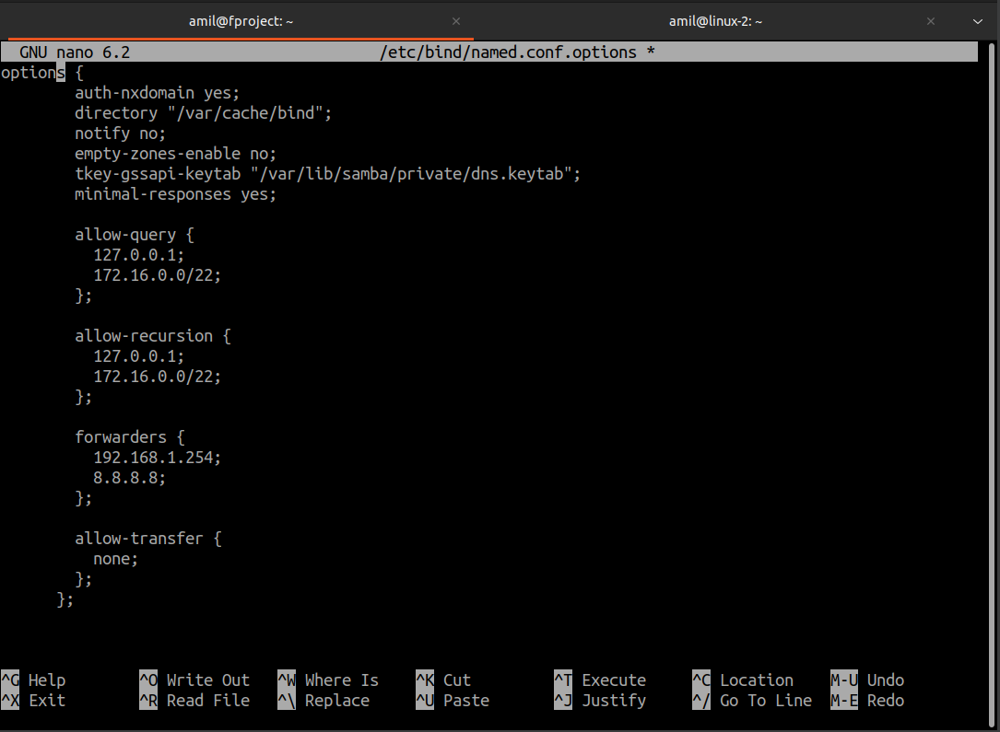 amil@fproject: ~ × amil@linux-2: ~ ×
GNU nano 6.2 /etc/bind/named.conf.options *
options {
auth-nxdomain yes;
directory "/var/cache/bind";
notify no;
empty-zones-enable no;
tkey-gssapi-keytab "/var/lib/samba/private/dns.keytab";
minimal-responses yes;
allow-query {
127.0.0.1;
172.16.0.0/22;
};
allow-recursion {
127.0.0.1;
172.16.0.0/22;
};
forwarders {
192.168.1.254;
8.8.8.8;
};
allow-transfer {
none;
};
};
^G Help ^O Write Out ^W Where Is ^K Cut ^T Execute ^C Location M-U Undo
^X Exit ^R Read File ^\ Replace ^U Paste ^J Justify ^/ Go To Line M-E Redo